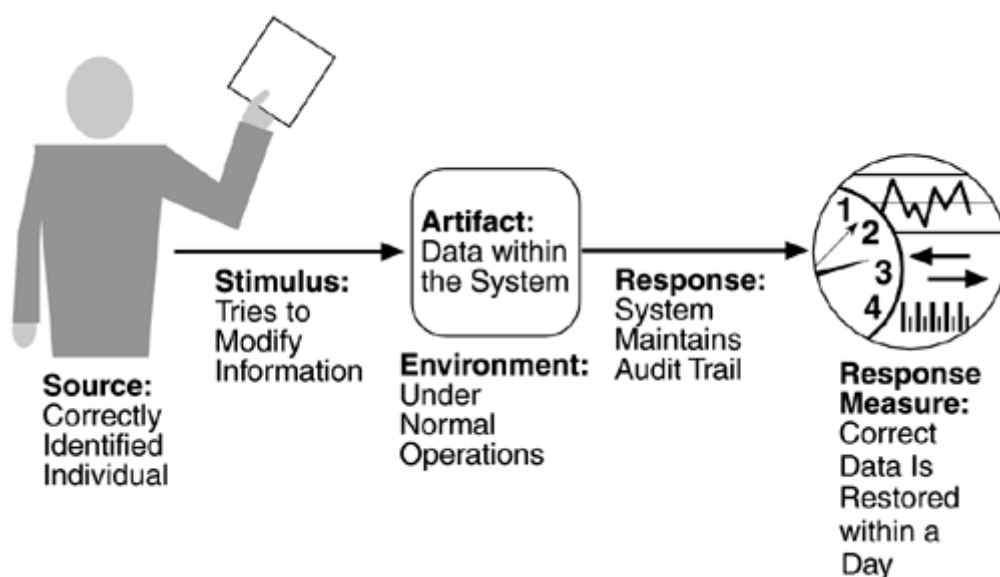 Source:
Correctly
Identified
Individual
Stimulus:
Tries to
Modify
Information
Artifact:
Data within
the System
Environment:
Under
Normal
Operations
Response:
System
Maintains
Audit Trail
1
2
3
4
Response
Measure:
Correct
Data Is
Restored
within a
Day